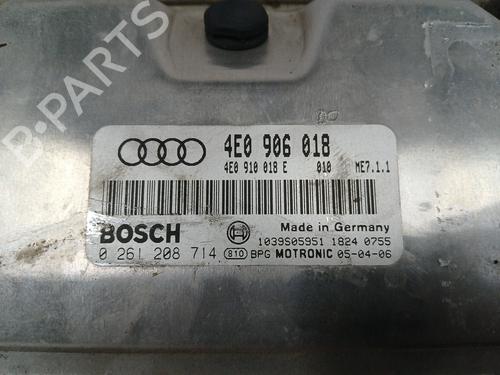 B-PARTS
4E0 906 018
4E0 910 018 E 010 ME7.1.1
BOSCH
Made in Germany
1039S05951 1824 0755
0 261 208 714 810 BPG MOTRONIC 05-04-06